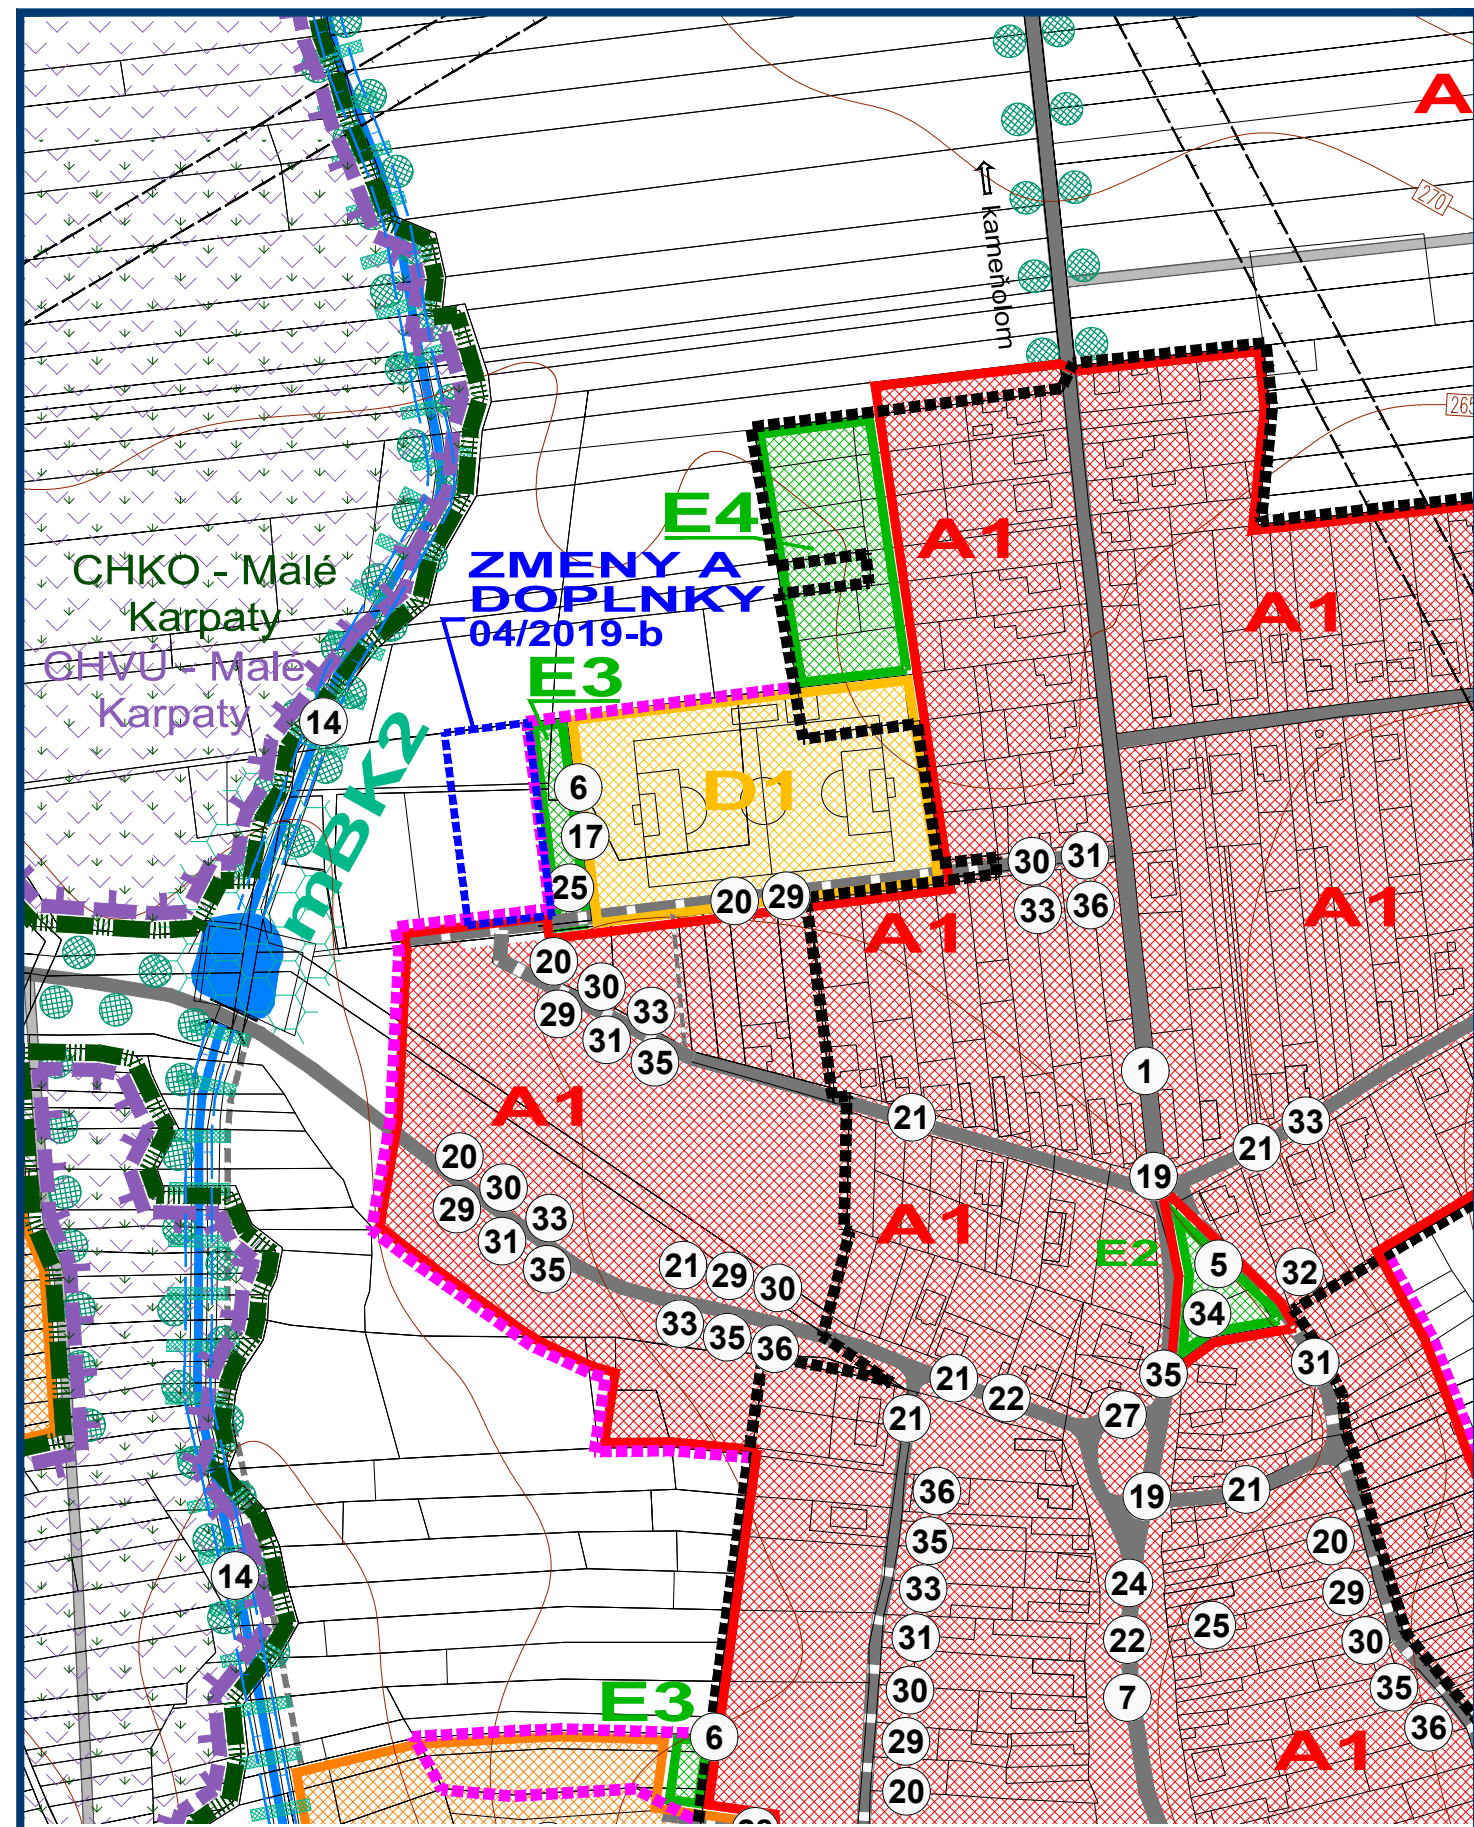 A
270
⇐ kameňolom
265
E4
A1
ZMENY A
DOPLNKY
04/2019-b
CHKO - Malé
Karpaty
A1
CHVÚ - Malé
Karpaty
E3
14
mBK2
6
D1
17
30
31
25
20
29
33
36
A1
A1
20
30
33
29
31
35
1
A1
21
33
21
20
30
19
29
33
A1
31
E2
35
21
29
30
5
32
34
33
35
36
31
21
22
35
27
21
36
19
21
35
20
14
33
24
29
25
31
22
30
30
7
35
E3
6
29
36
A1
20